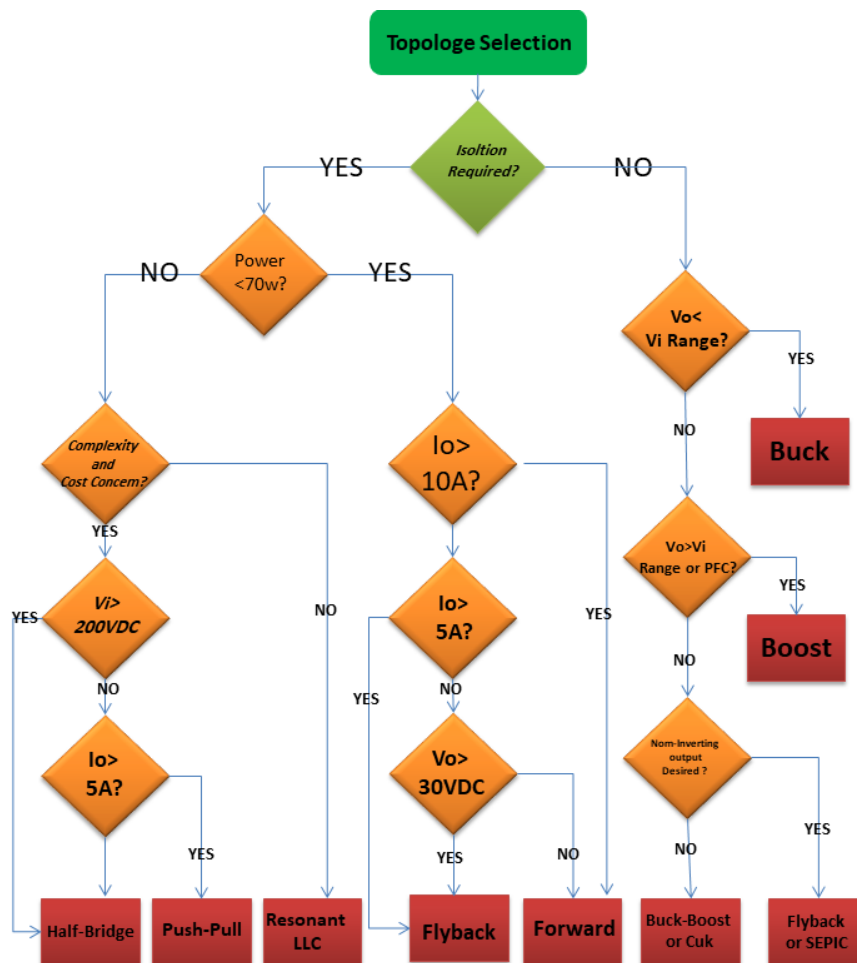 Topologe Selection
Isoltion
Required?
YES
NO
Power
<70w?
NO
YES
Vo<
Vi Range?
YES
NO
Buck
Complexity
and
Cost Concern?
YES
NO
Io>
10A?
YES
Vo>Vi
Range or PFC?
YES
NO
Boost
Vi>
200VDC
YES
NO
Io>
5A?
YES
NO
Io>
5A?
YES
Vo>
30VDC
YES
NO
Nom-Inverting
output
Desired ?
YES
NO
Half-Bridge
Push-Pull
Resonant
LLC
Flyback
Forward
Buck-Boost
or Cuk
Flyback
or SEPIC